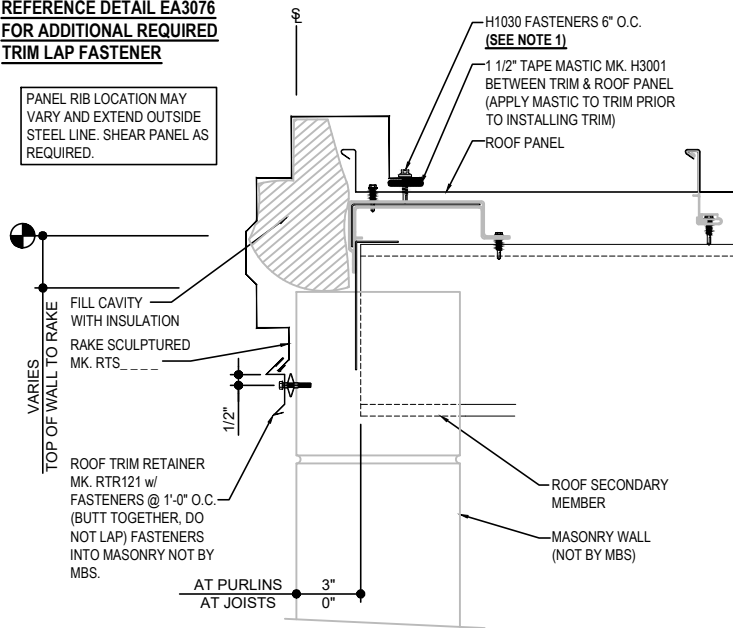 REFERENCE DETAIL EA3076
FOR ADDITIONAL REQUIRED
TRIM LAP FASTENER
PANEL RIB LOCATION MAY
VARY AND EXTEND OUTSIDE
STEEL LINE. SHEAR PANEL AS
REQUIRED.
SL
H1030 FASTENERS 6" O.C.
(SEE NOTE 1)
1 1/2" TAPE MASTIC MK. H3001
BETWEEN TRIM & ROOF PANEL
(APPLY MASTIC TO TRIM PRIOR
TO INSTALLING TRIM)
ROOF PANEL
VARIES
TOP OF WALL TO RAKE
FILL CAVITY
WITH INSULATION
RAKE SCULPTURED
MK. RTS_ _ _ _
1/2"
ROOF TRIM RETAINER
MK. RTR121 w/
FASTENERS @ 1'-0" O.C.
(BUTT TOGETHER, DO
NOT LAP) FASTENERS
INTO MASONRY NOT BY
MBS.
ROOF SECONDARY
MEMBER
MASONRY WALL
(NOT BY MBS)
AT PURLINS 3"
AT JOISTS 0"